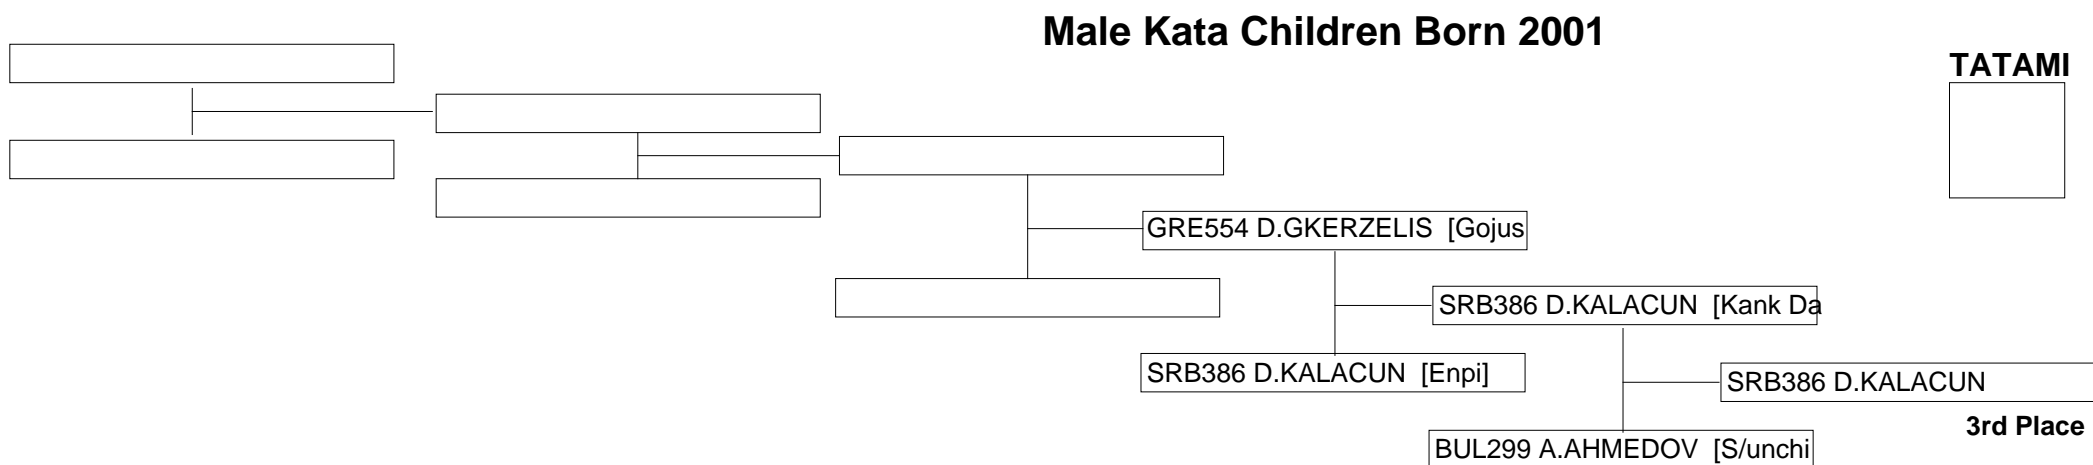 Male Kata Children Born 2001
TATAMI
GRE554 D.GKERZELIS [Gojus
SRB386 D.KALACUN [Kank Da
SRB386 D.KALACUN [Enpi]
SRB386 D.KALACUN
3rd Place
BUL299 A.AHMEDOV [S/unchi